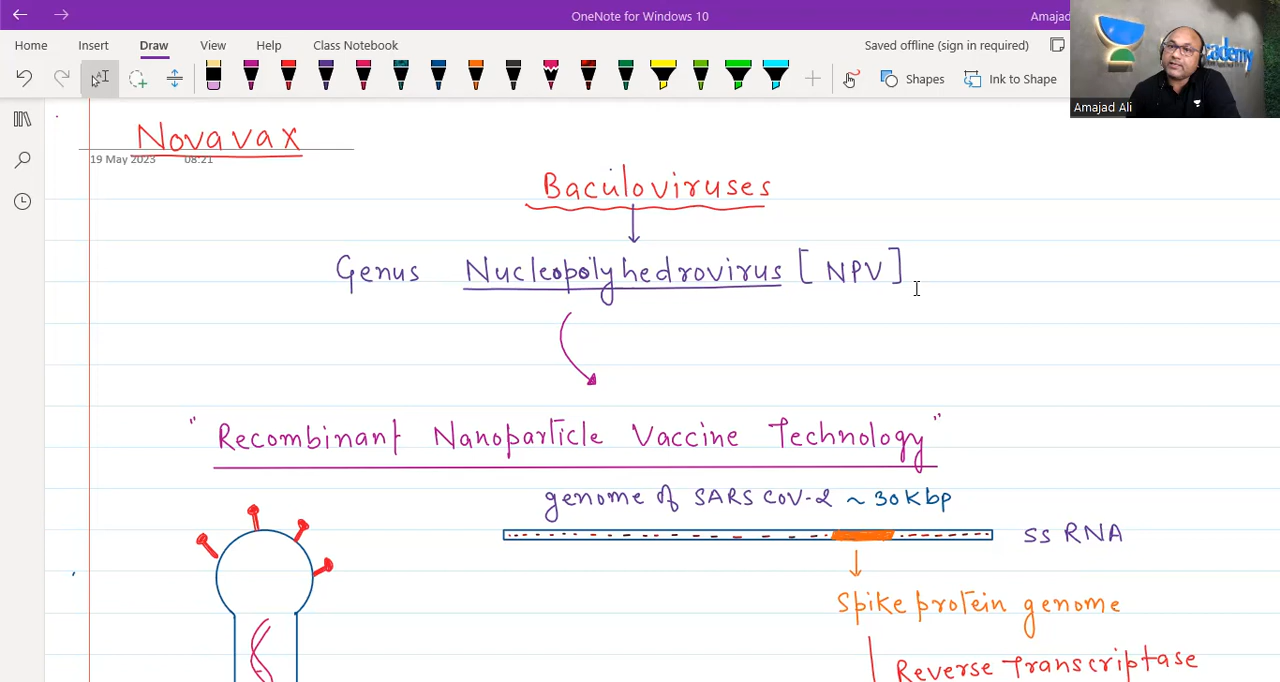 OneNote for Windows 10
Amajad
Home Insert Draw View Help Class Notebook
Saved offline (sign in required)
Shapes
Ink to Shape
Amajad Ali
Novavax
19 May 2023 08:21
Baculoviruses
Genus Nucleopolyhedrovirus [NPV]
"Recombinant Nanoparticle Vaccine Technology"
genome of SARS CoV-2 ~ 30Kbp
ss RNA
Spike protein genome
Reverse Transcriptase